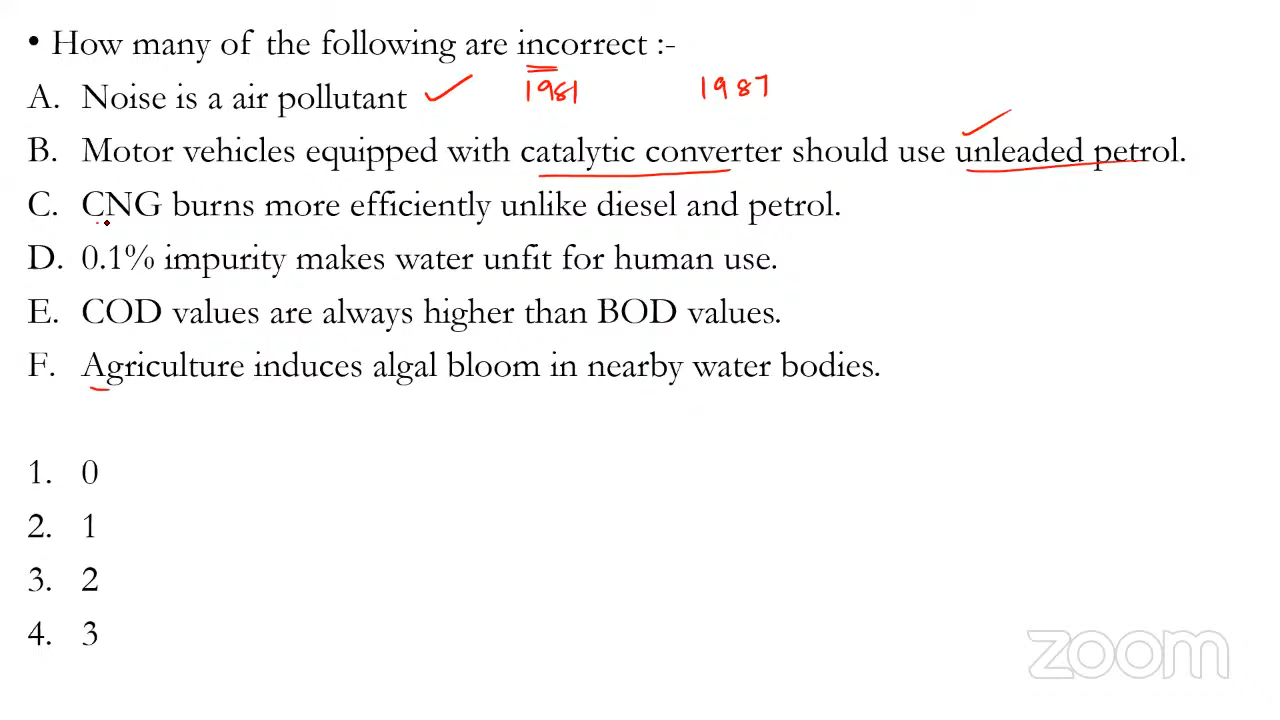 • How many of the following are incorrect :-
A. Noise is a air pollutant ✓ 1981 1987
B. Motor vehicles equipped with catalytic converter should use unleaded petrol.
C. CNG burns more efficiently unlike diesel and petrol.
D. 0.1% impurity makes water unfit for human use.
E. COD values are always higher than BOD values.
F. Agriculture induces algal bloom in nearby water bodies.
1. 0
2. 1
3. 2
4. 3
zoom